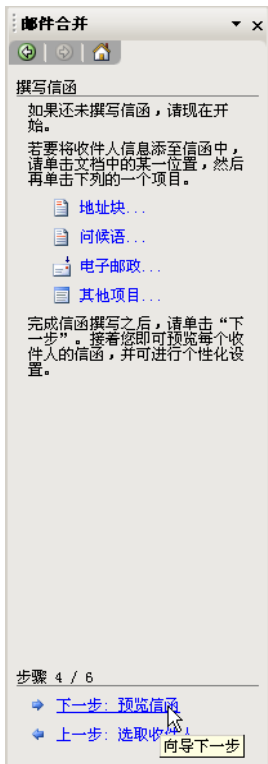 邮件合并
撰写信函
如果还未撰写信函，请现在开
始。
若要将收件人信息添至信函中，
请单击文档中的某一位置，然后
再单击下列的一个项目。
地址块...
问候语...
电子邮政...
其他项目...
完成信函撰写之后，请单击“下
一步”。接着您即可预览每个收
件人的信函，并可进行个性化设
置。
步骤 4 / 6
下一步: 预览信函
上一步: 选取收件人
向导下一步